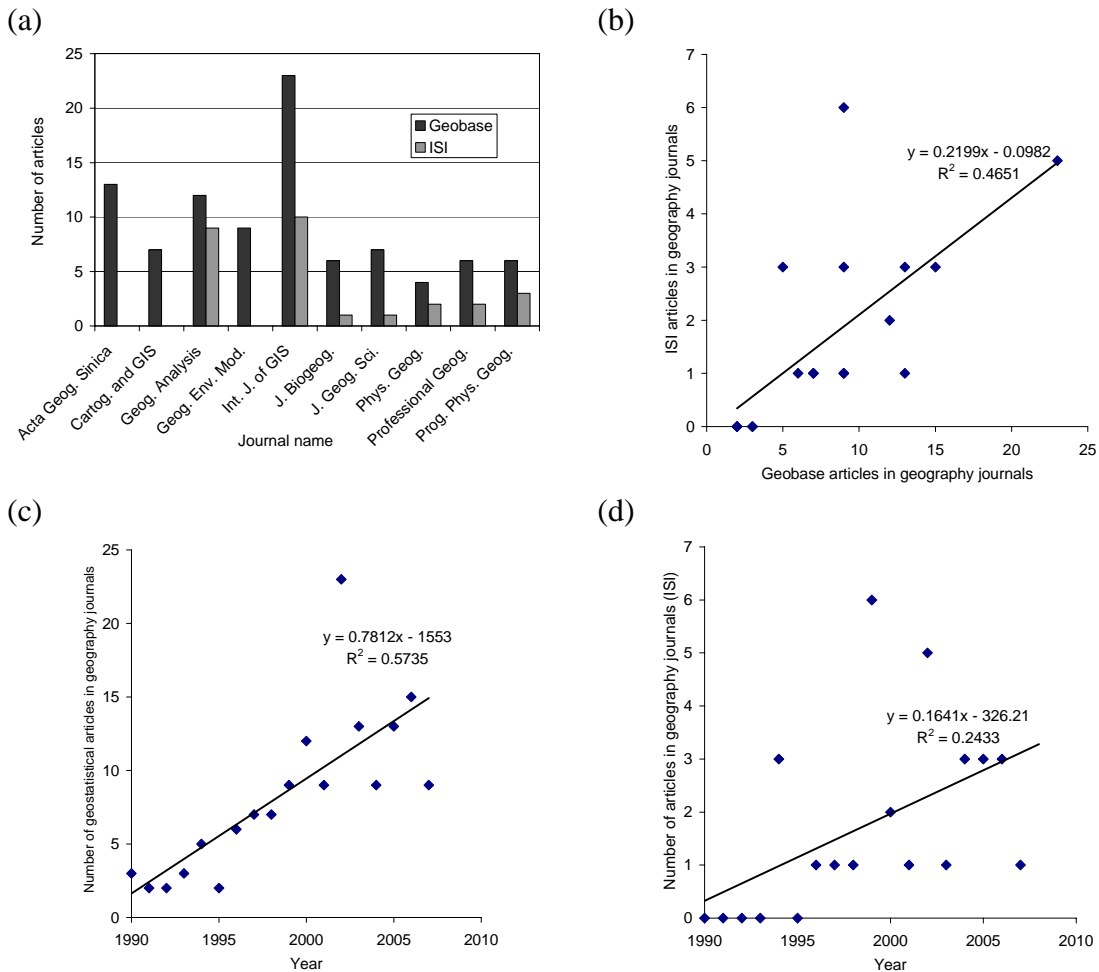 (a)
25
20
15
10
5
0
Number of articles
Geobase
ISI
Acta Geog. Sinica
Cartog. and GIS
Geog. Analysis
Geog. Env. Mod.
Int. J. of GIS
J. Biogeog.
J. Geog. Sci.
Phys. Geog.
Professional Geog.
Prog. Phys. Geog.
Journal name
(b)
7
6
5
4
3
2
1
0
ISI articles in geography journals
y = 0.2199x - 0.0982
R² = 0.4651
0 5 10 15 20 25
Geobase articles in geography journals
(c)
25
20
15
10
5
0
Number of geostatistical articles in geography journals
y = 0.7812x - 1553
R² = 0.5735
1990 1995 2000 2005 2010
Year
(d)
7
6
5
4
3
2
1
0
Number of articles in geography journals (ISI)
y = 0.1641x - 326.21
R² = 0.2433
1990 1995 2000 2005 2010
Year